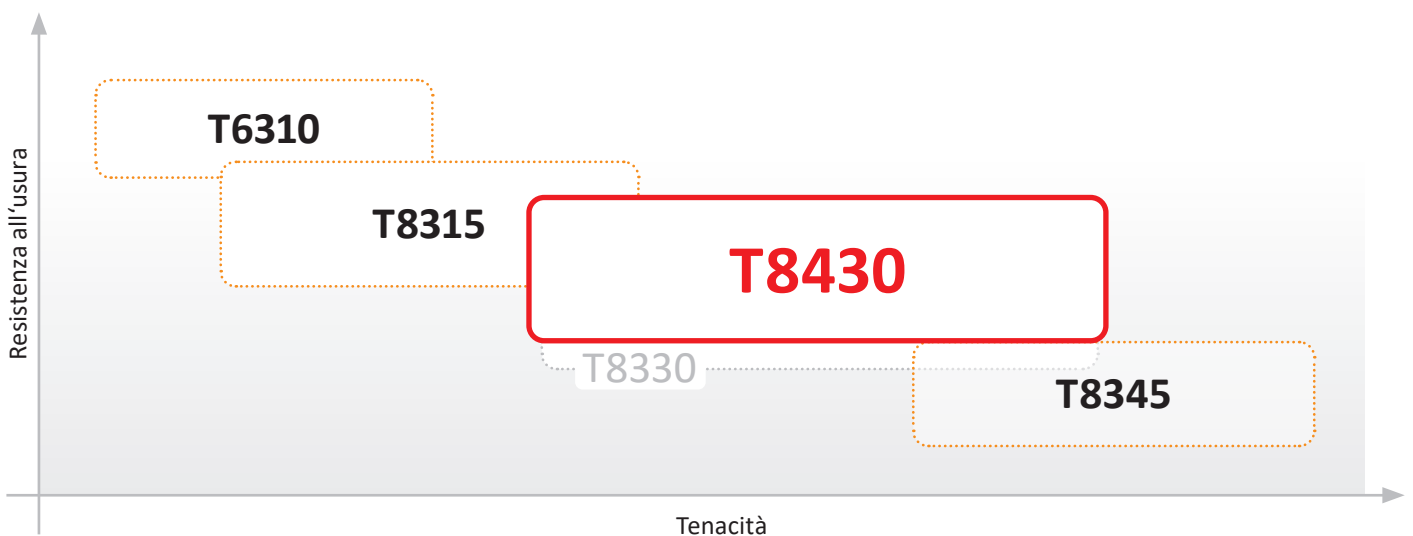 T6310
T8315
T8430
T8330
T8345
Resistenza all‘usura
Tenacità